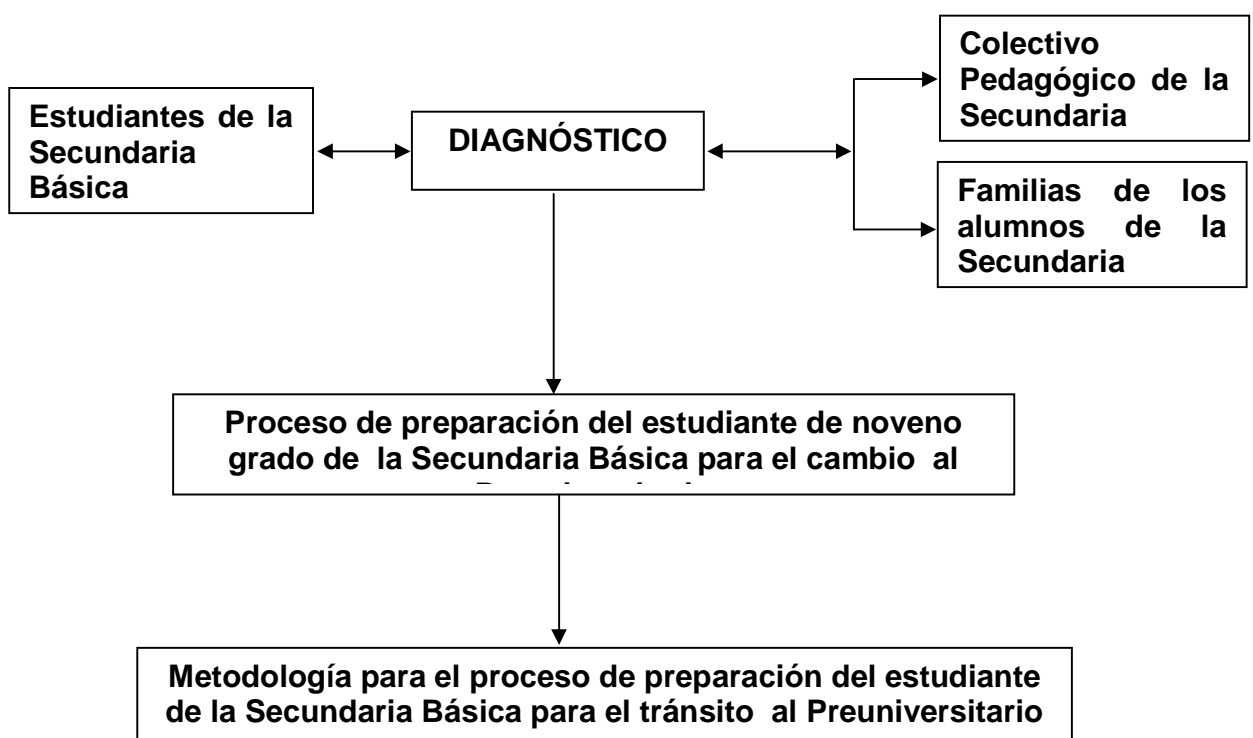 Estudiantes de la
Secundaria
Básica
DIAGNÓSTICO
Colectivo
Pedagógico de la
Secundaria
Familias de los
alumnos de la
Secundaria
Proceso de preparación del estudiante de noveno
grado de la Secundaria Básica para el cambio al
Metodología para el proceso de preparación del estudiante
de la Secundaria Básica para el tránsito al Preuniversitario